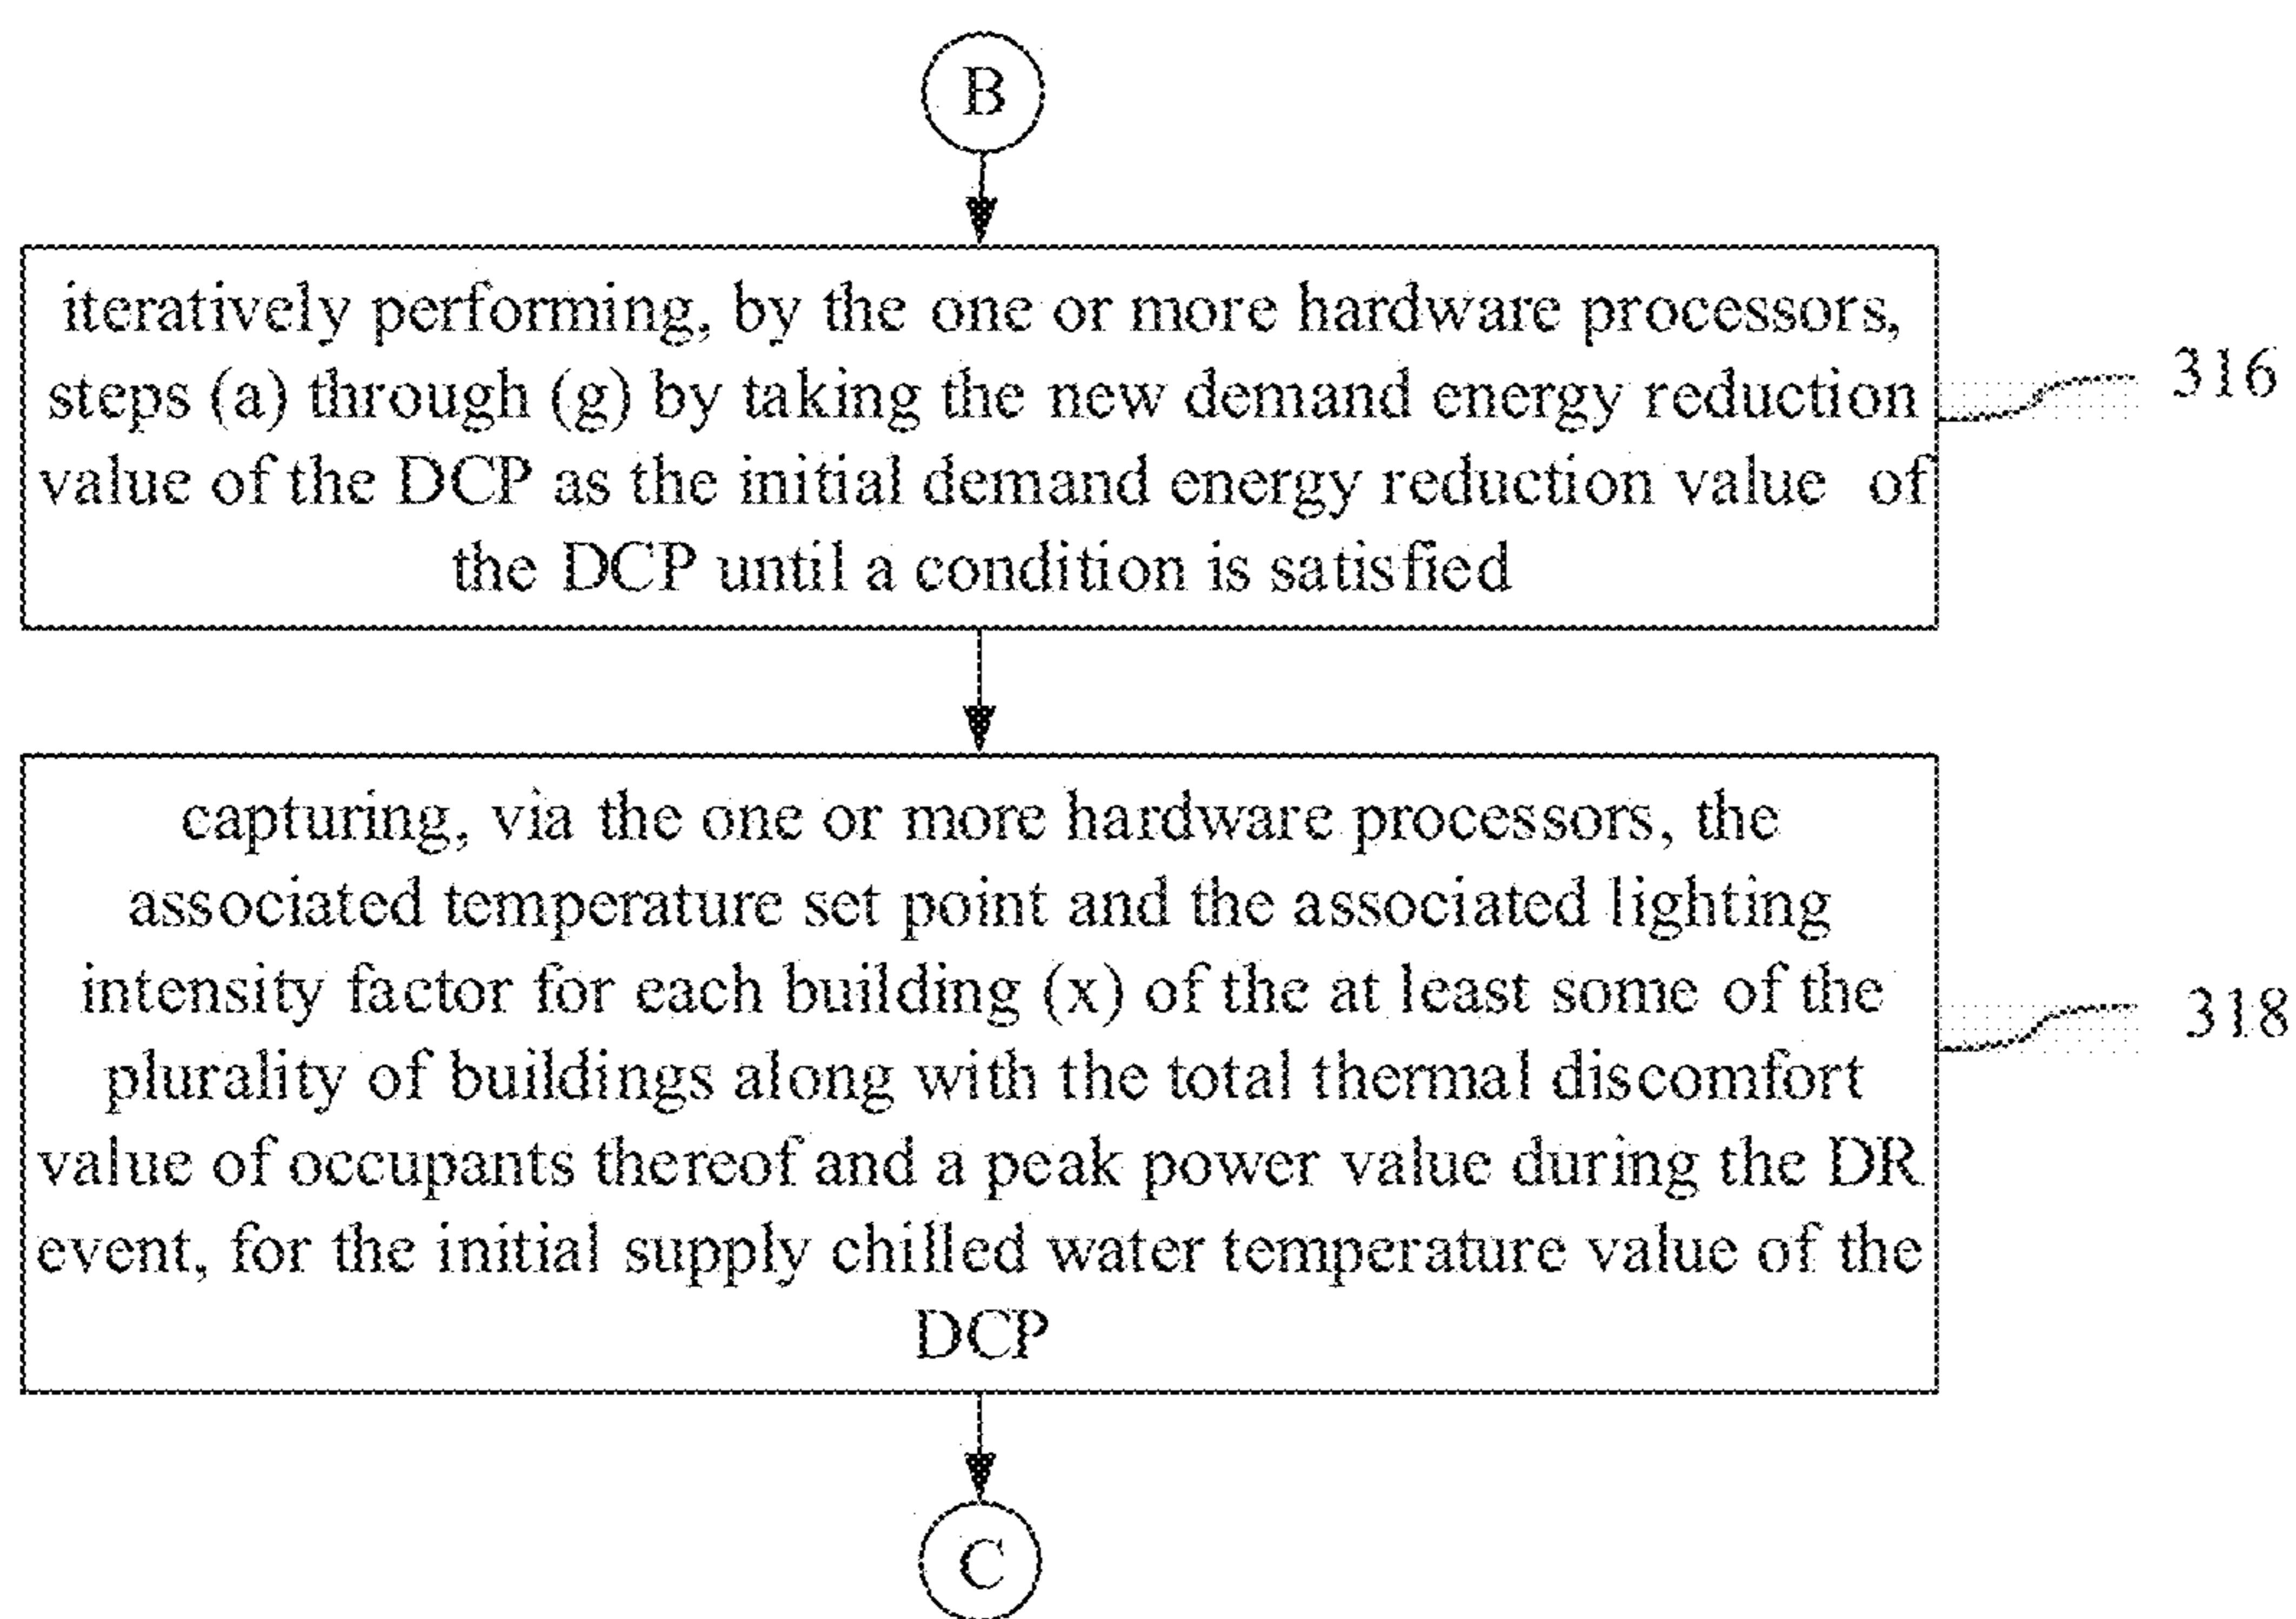 B
iteratively performing, by the one or more hardware processors,
steps (a) through (g) by taking the new demand energy reduction
value of the DCP as the initial demand energy reduction value of
the DCP until a condition is satisfied
316
capturing, via the one or more hardware processors, the
associated temperature set point and the associated lighting
intensity factor for each building (x) of the at least some of the
plurality of buildings along with the total thermal discomfort
value of occupants thereof and a peak power value during the DR
event, for the initial supply chilled water temperature value of the
DCP
318
C